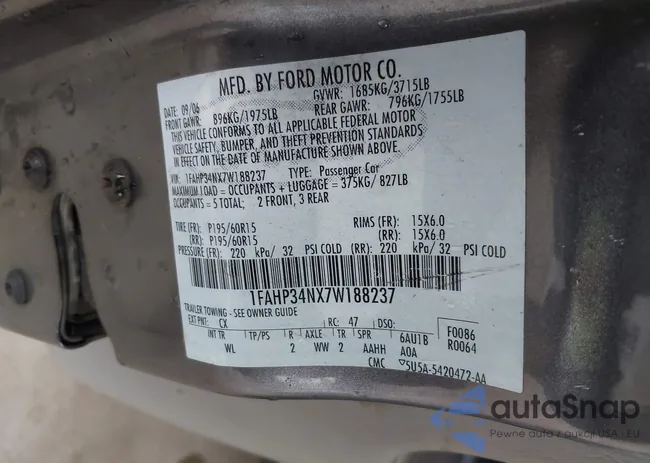 MFD. BY FORD MOTOR CO.
DATE: 09/06 GVWR: 1685KG/3715LB
FRONT GAWR: 896KG/1975LB REAR GAWR: 796KG/1755LB
THIS VEHICLE CONFORMS TO ALL APPLICABLE FEDERAL MOTOR
VEHICLE SAFETY, BUMPER, AND THEFT PREVENTION STANDARDS
IN EFFECT ON THE DATE OF MANUFACTURE SHOWN ABOVE.
VIN: 1FAHP34NX7W188237 TYPE: Passenger Car
MAXIMUM LOAD = OCCUPANTS + LUGGAGE = 375KG/ 827LB
OCCUPANTS = 5 TOTAL; 2 FRONT, 3 REAR
TIRE (FR): P195/60R15 RIMS (FR): 15X6.0
(RR): P195/60R15 (RR): 15X6.0
PRESSURE (FR): 220 kPa/ 32 PSI COLD (RR): 220 kPa/ 32 PSI COLD
1FAHP34NX7W188237
TRAILER TOWING - SEE OWNER GUIDE
EXT PNT: CX RC: 47 DSO: F0086
INT TR TP/PS R AXLE TR SPR 6AU1B R0064
WL 2 WW 2 AAHH A0A
CMC 5U5A-5420472-AA
autaSnap
Pewne auta z aukcji USA - EU